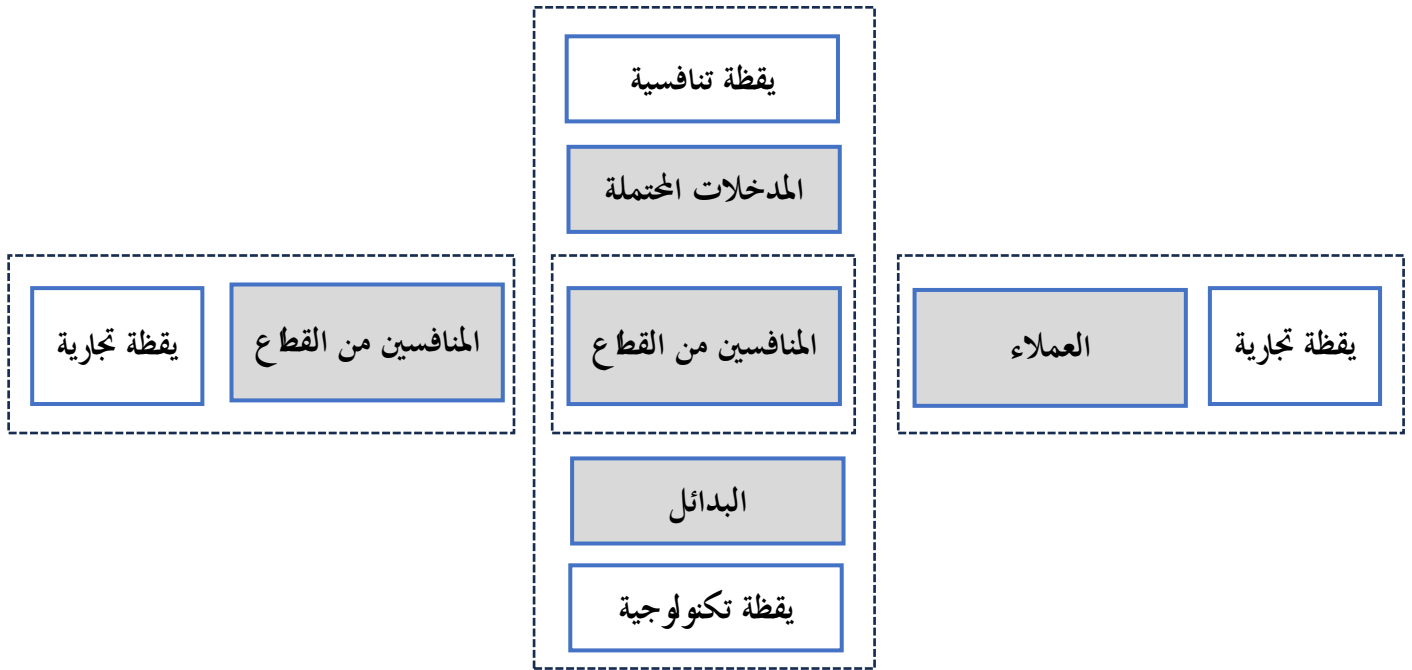 يقظة تنافسية
المدخلات المحتملة
يقظة تجارية
العملاء
المنافسين من القطاع
المنافسين من القطاع
يقظة تجارية
البدائل
يقظة تكنولوجية